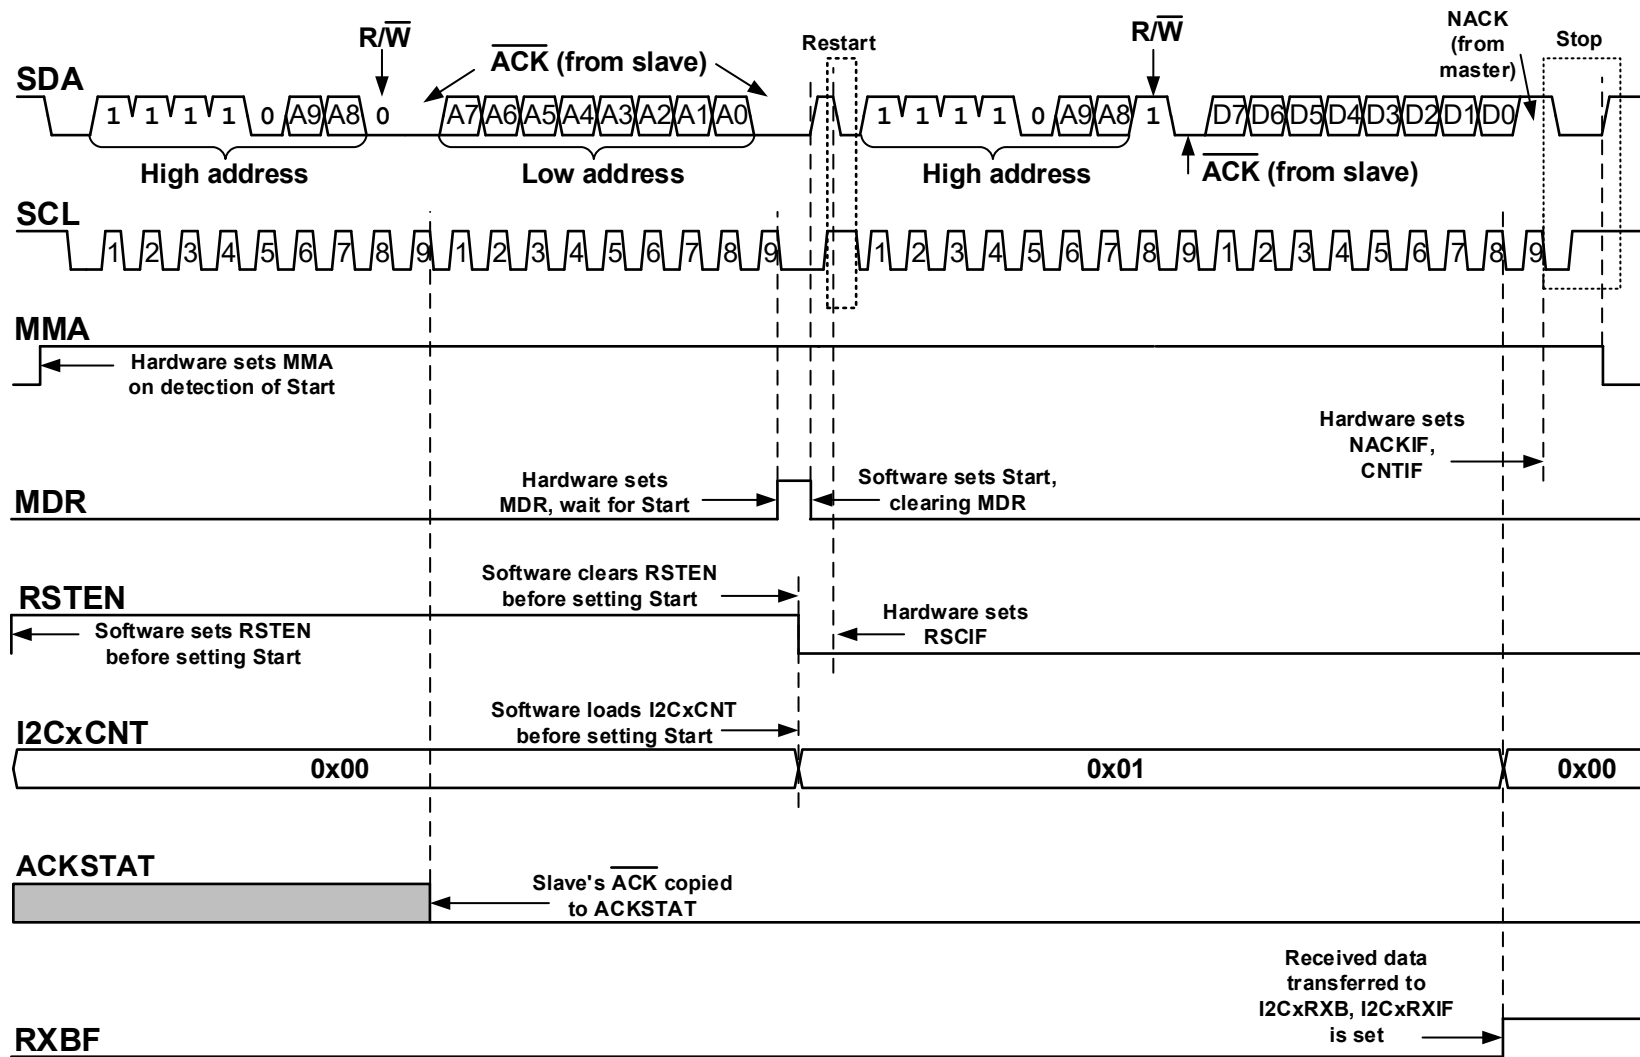 R/W
Restart
R/W
NACK
(from
master)
Stop
SDA
ACK (from slave)
1 1 1 1 0 A9 A8 0 A7 A6 A5 A4 A3 A2 A1 A0 1 1 1 1 0 A9 A8 1 D7 D6 D5 D4 D3 D2 D1 D0
High address
Low address
High address
ACK (from slave)
SCL
1 2 3 4 5 6 7 8 9 1 2 3 4 5 6 7 8 9 1 2 3 4 5 6 7 8 9 1 2 3 4 5 6 7 8 9
MMA
Hardware sets MMA
on detection of Start
Hardware sets
NACKIF,
CNTIF
MDR
Hardware sets
MDR, wait for Start
Software sets Start,
clearing MDR
RSTEN
Software sets RSTEN
before setting Start
Software clears RSTEN
before setting Start
Hardware sets
RSCIF
I2CxCNT
Software loads I2CxCNT
before setting Start
0x00 0x01 0x00
ACKSTAT
Slave's ACK copied
to ACKSTAT
Received data
transferred to
I2CxRXB, I2CxRXIF
is set
RXBF